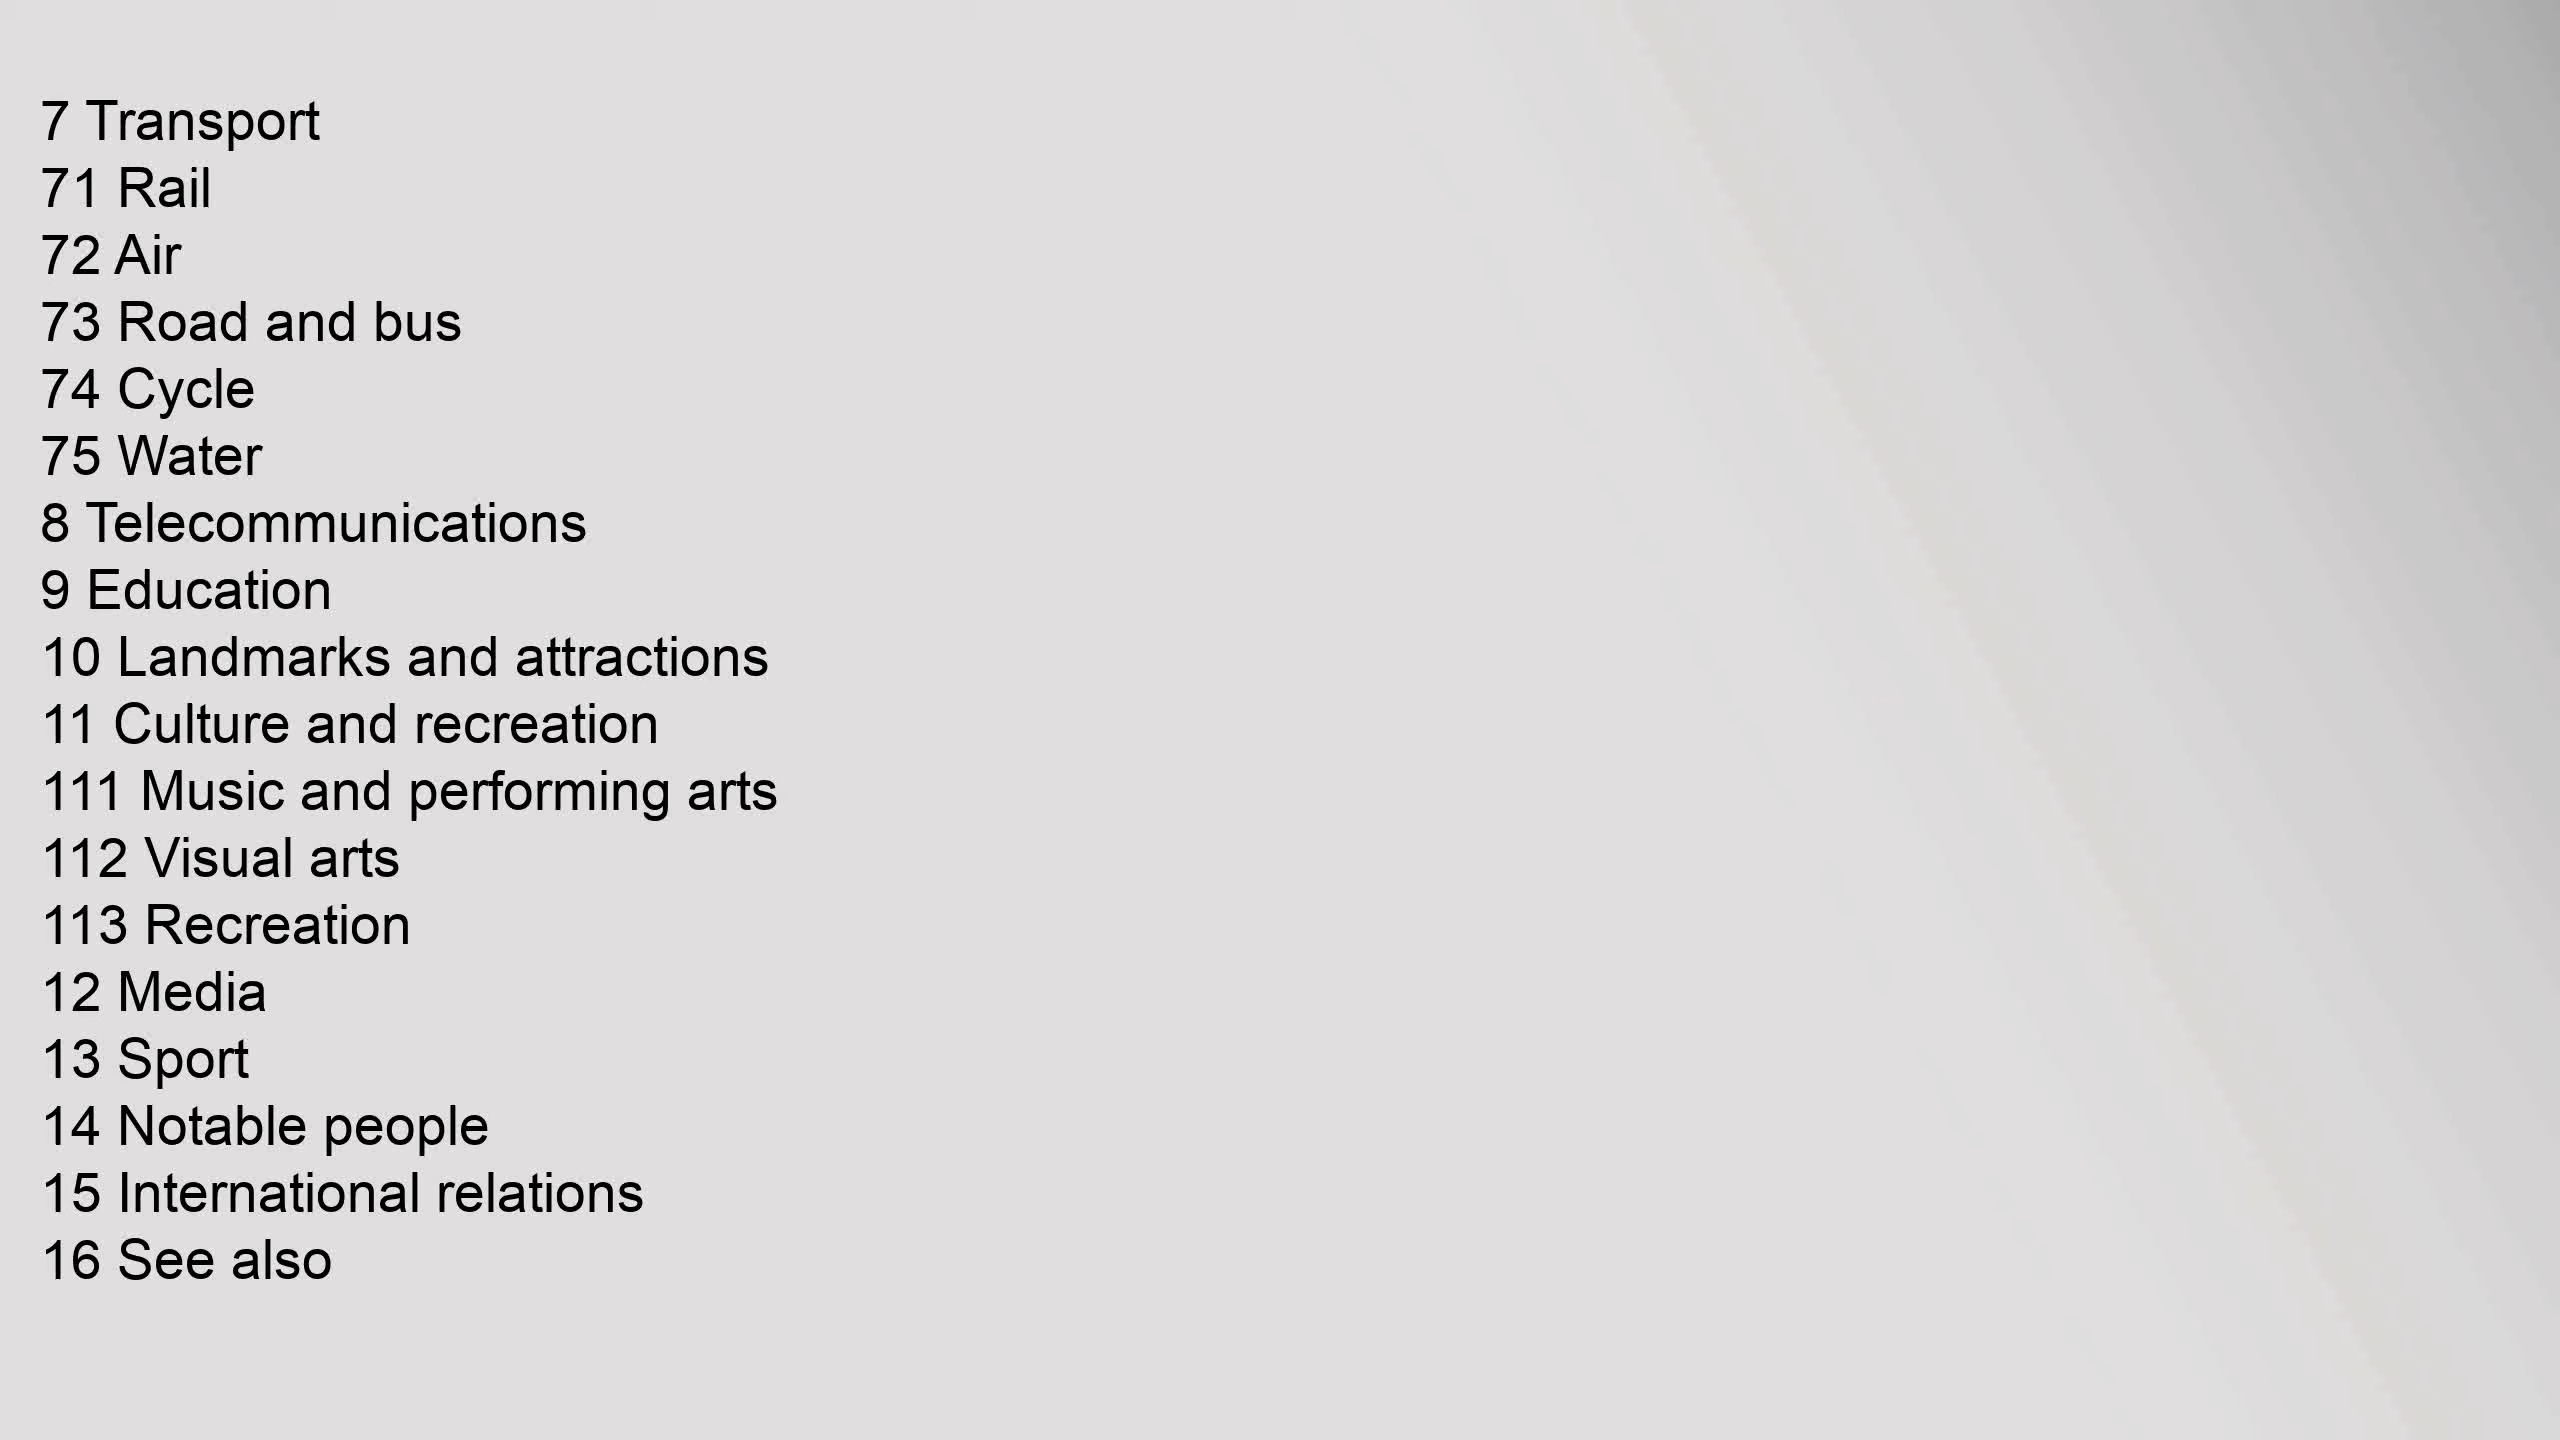 7 Transport
71 Rail
72 Air
73 Road and bus
74 Cycle
75 Water
8 Telecommunications
9 Education
10 Landmarks and attractions
11 Culture and recreation
111 Music and performing arts
112 Visual arts
113 Recreation
12 Media
13 Sport
14 Notable people
15 International relations
16 See also